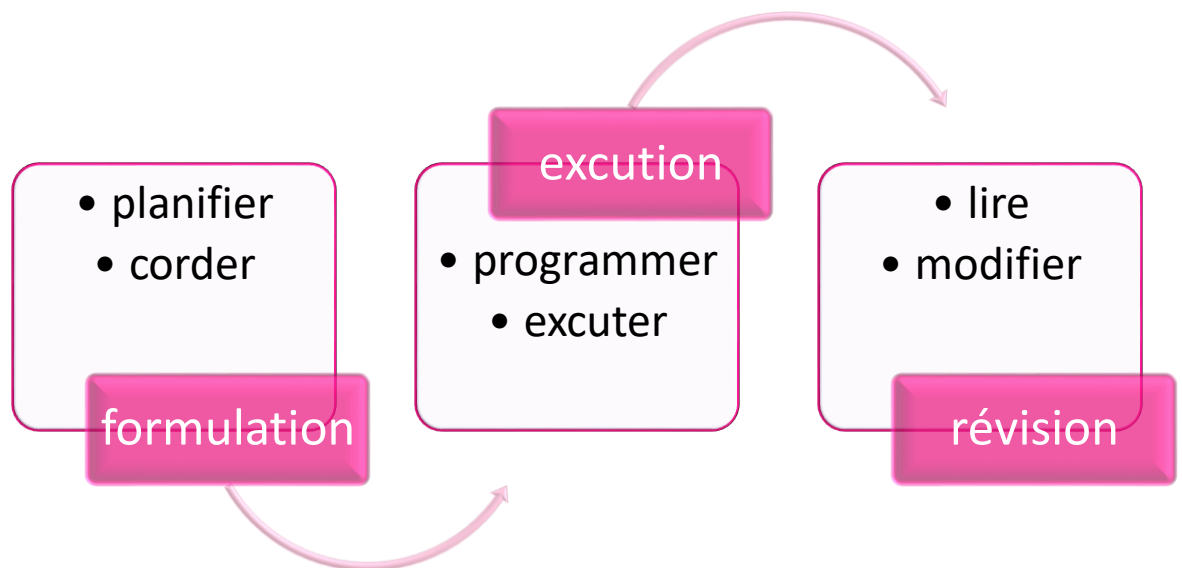 • planifier
• corder
formulation
excution
• programmer
• excuter
• lire
• modifier
révision